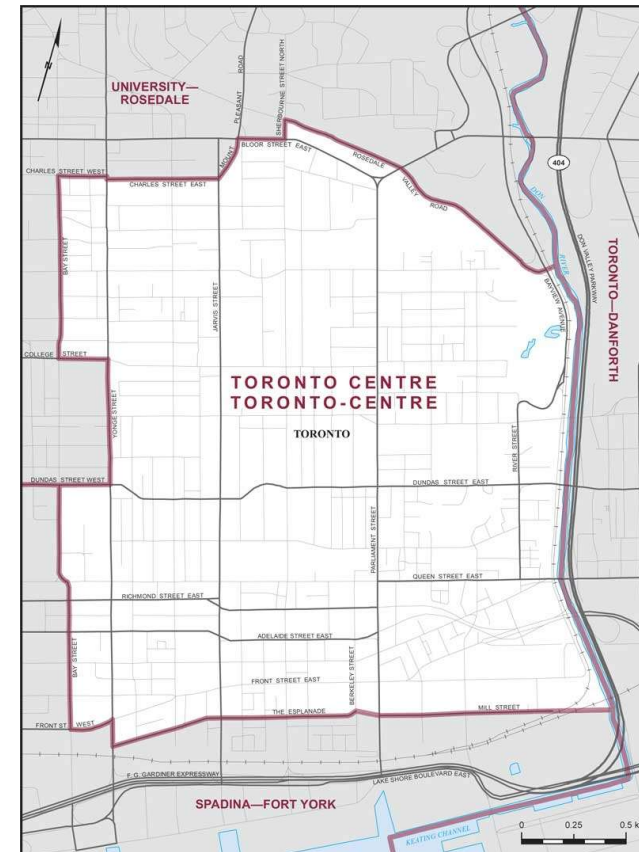 N
UNIVERSITY—
ROSEDALE
MOUNT
PLEASANT
ROAD
SHERBOURNE STREET NORTH
BLOOR STREET EAST
ROSEDALE
VALLEY
ROAD
404
CHARLES STREET WEST
CHARLES STREET EAST
DON
RIVER
DON VALLEY PARKWAY
BAYVIEW AVENUE
TORONTO—DANFORTH
BAY STREET
JARVIS STREET
COLLEGE STREET
YONGE STREET
TORONTO CENTRE
TORONTO-CENTRE
TORONTO
RIVER STREET
DUNDAS STREET WEST
DUNDAS STREET EAST
PARLIAMENT STREET
QUEEN STREET EAST
RICHMOND STREET EAST
ADELAIDE STREET EAST
BAY STREET
BERKELEY STREET
FRONT STREET EAST
THE ESPLANADE
MILL STREET
FRONT ST. WEST
F. G. GARDINER EXPRESSWAY
LAKE SHORE BOULEVARD EAST
SPADINA—FORT YORK
KEATING CHANNEL
0 0.25 0.5 k